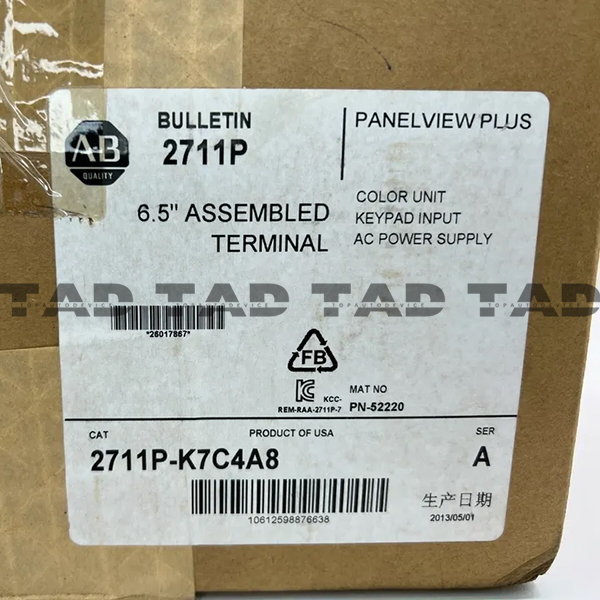 A-B
QUALITY
BULLETIN
2711P
PANELVIEW PLUS
6.5" ASSEMBLED
TERMINAL
COLOR UNIT
KEYPAD INPUT
AC POWER SUPPLY
TAD TAD TAD TAD
TOPAUTODEVICE TOPAUTODEVICE
*26017867*
FB
KCC-
REM-RAA-2711P-7
MAT NO
PN-52220
CAT
PRODUCT OF USA
SER
2711P-K7C4A8
A
10612598876638
生产日期
2013/05/01